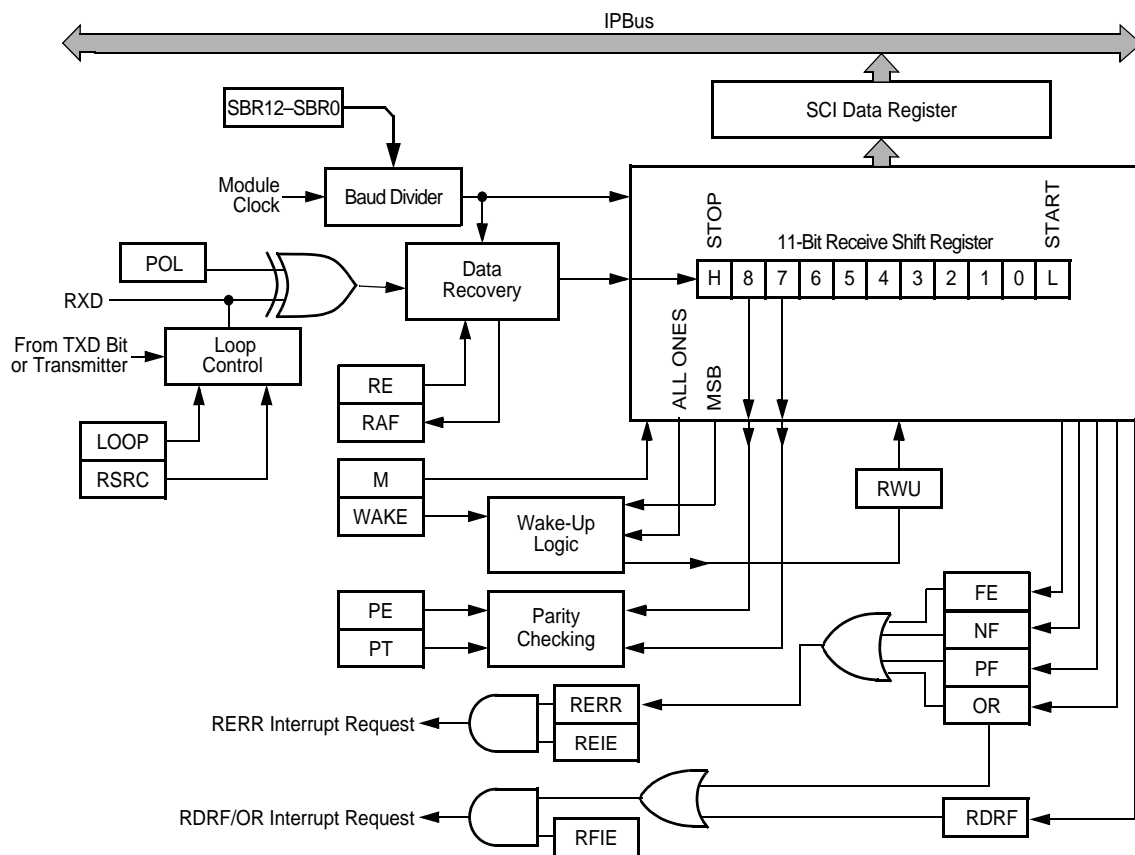 IPBus
SBR12–SBR0
SCI Data Register
Module
Clock
Baud Divider
STOP
START
11-Bit Receive Shift Register
H 8 7 6 5 4 3 2 1 0 L
POL
RXD
Data
Recovery
From TXD Bit
or Transmitter
Loop
Control
ALL ONES
MSB
RE
RAF
LOOP
RSRC
M
WAKE
Wake-Up
Logic
RWU
PE
PT
Parity
Checking
FE
NF
PF
OR
RERR
REIE
RERR Interrupt Request
RDRF/OR Interrupt Request
RFIE
RDRF